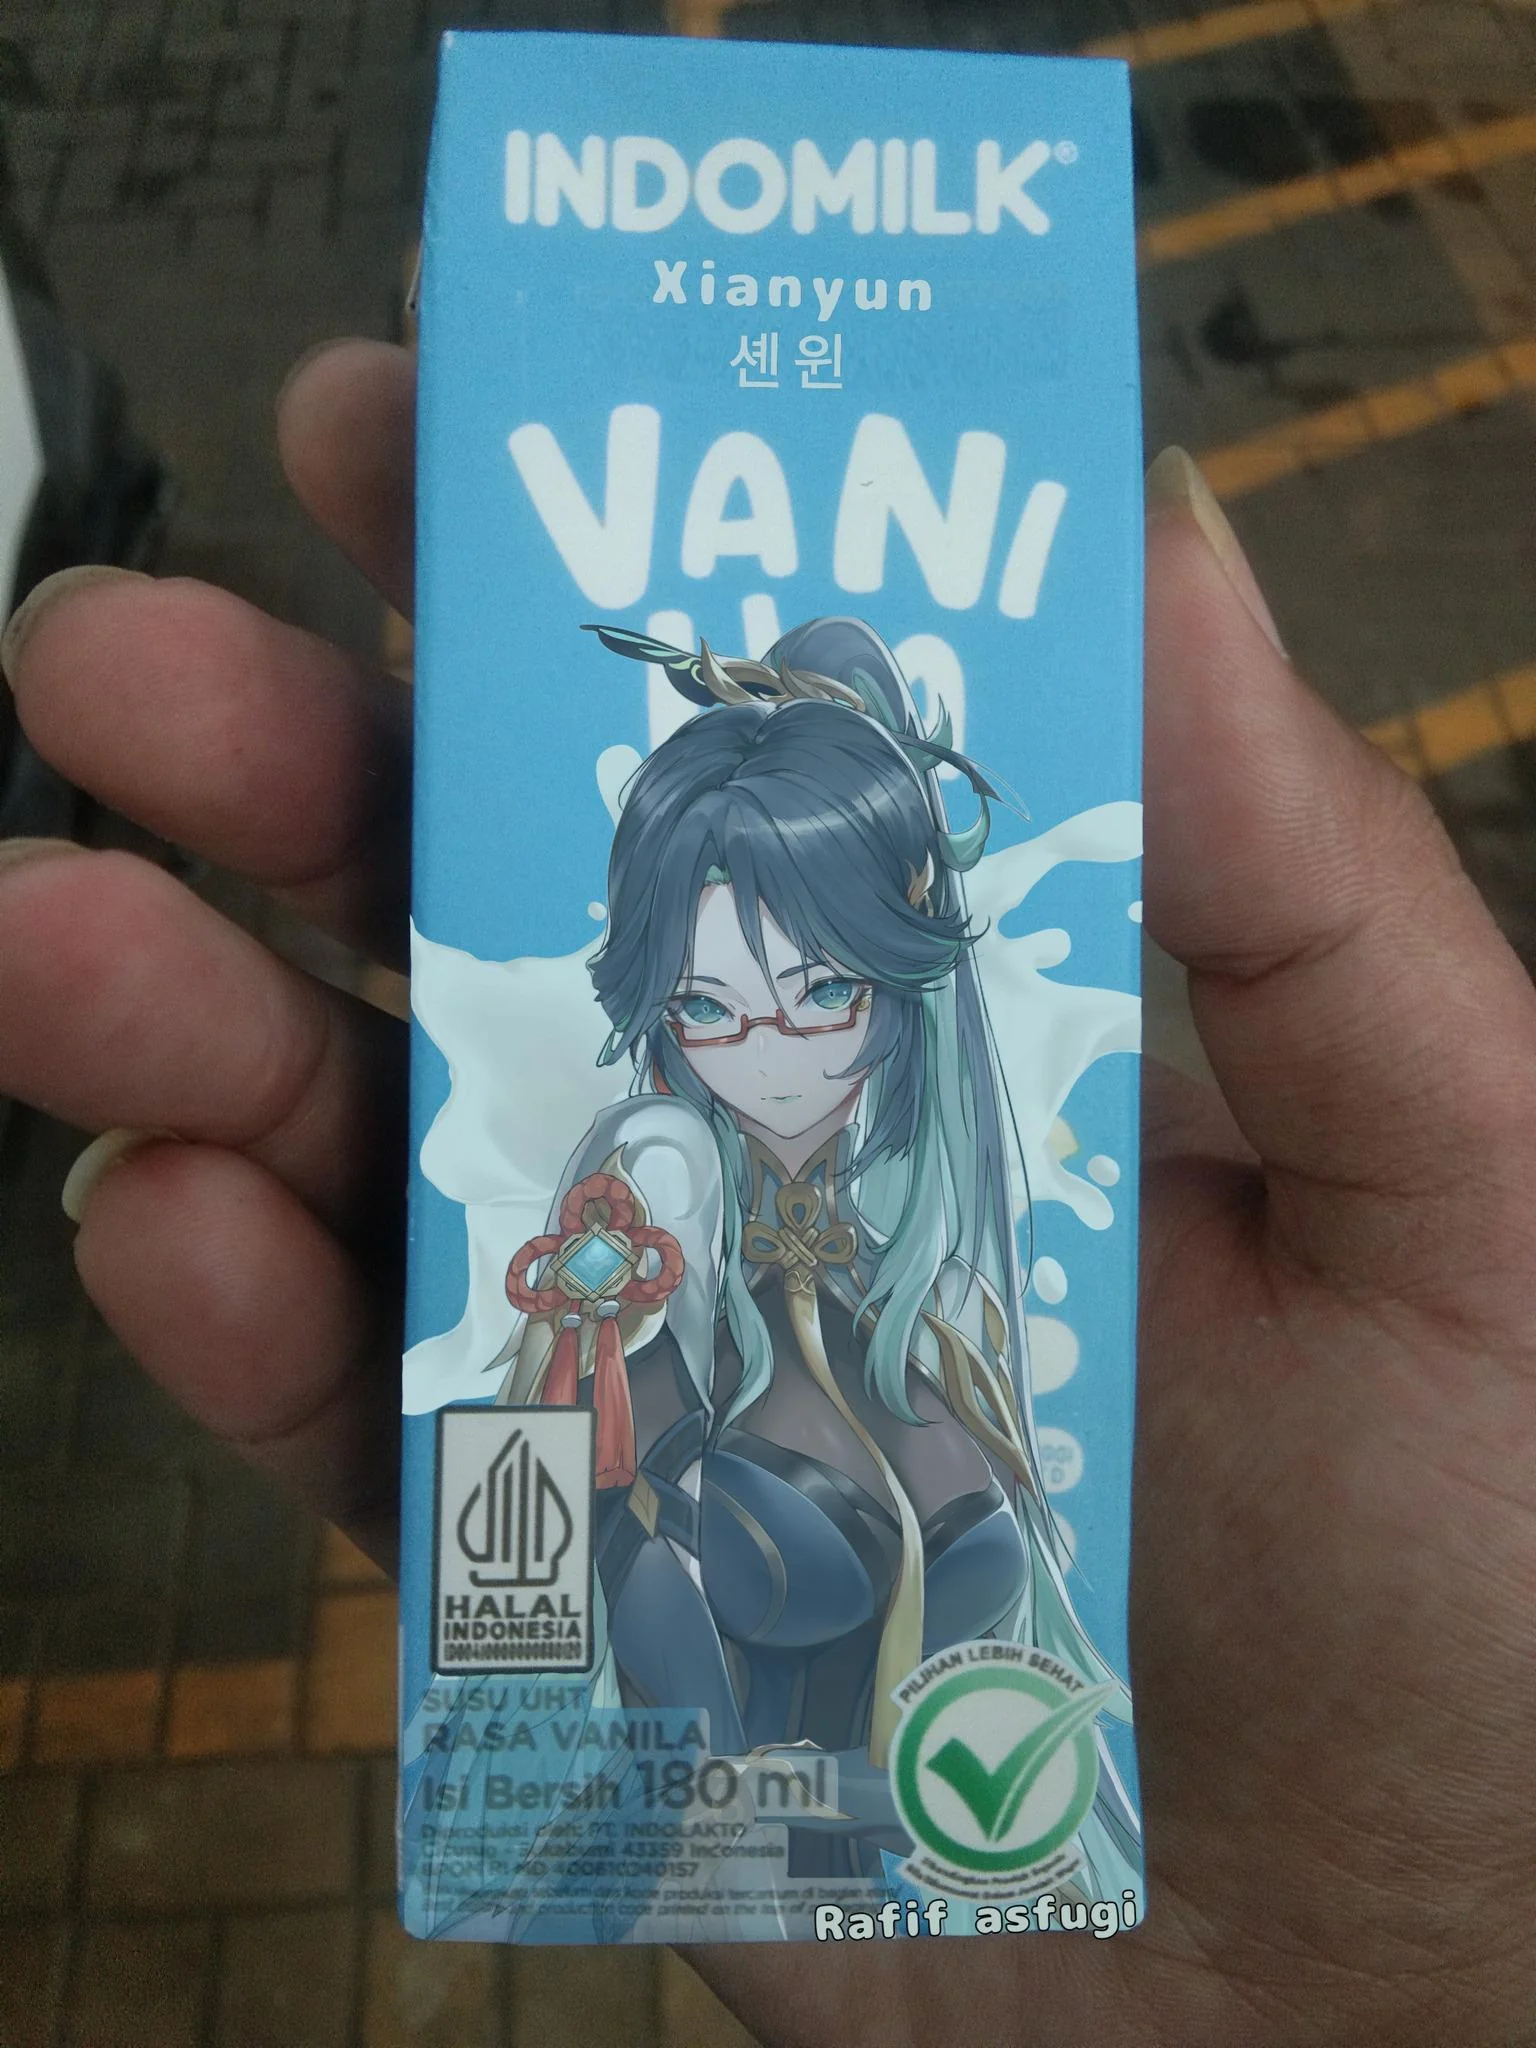 INDOMILK®
Xianyun
셴윈
VANI
HALAL
INDONESIA
SUSU UHT
RASA VANILA
Isi Bersih 180 ml
Diproduksi oleh: PT. INDOLAKTO
43359 Indonesia
PILIHAN LEBIH SEHAT
Rafif asfugi